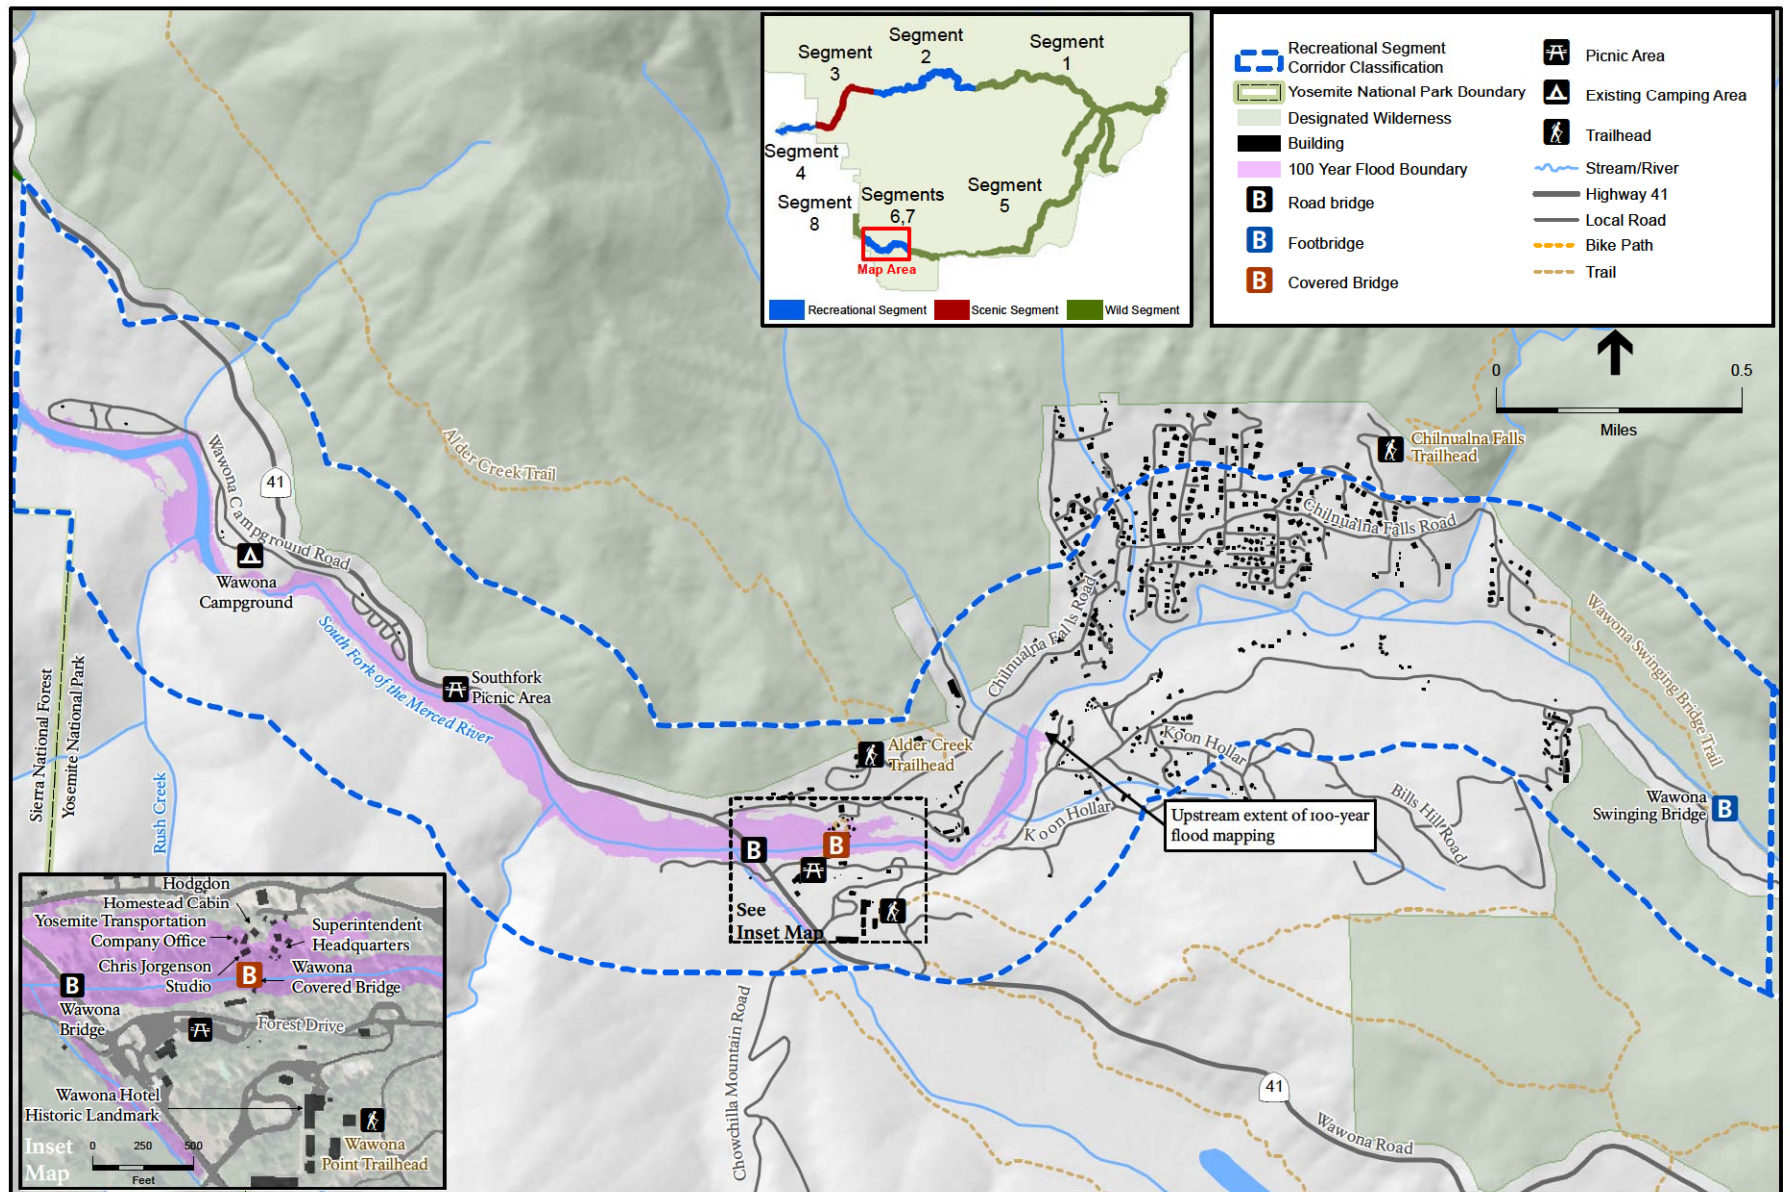 Segment
3
Segment
2
Segment
1
Segment
4
Segment
8
Segments
6,7
Segment
5
Map Area
Recreational Segment
Scenic Segment
Wild Segment
Recreational Segment
Corridor Classification
Yosemite National Park Boundary
Designated Wilderness
Building
100 Year Flood Boundary
B Road bridge
B Footbridge
B Covered Bridge
Picnic Area
Existing Camping Area
Trailhead
Stream/River
Highway 41
Local Road
Bike Path
Trail
0 0.5
Miles
Alder Creek Trail
Wawona Campground Road
41
Wawona
Campground
South Fork of the Merced River
Southfork
Picnic Area
Sierra National Forest
Yosemite National Park
Rush Creek
Chilnualna Falls
Trailhead
Chilnualna Falls Road
Chilnualna Falls Road
Wawona Swinging Bridge Trail
Alder Creek
Trailhead
Koon Hollar
Koon Hollar
Bills Hill Road
Wawona
Swinging Bridge
B
Upstream extent of 100-year
flood mapping
B
B
See
Inset Map
Chowchilla Mountain Road
41
Wawona Road
Hodgdon
Homestead Cabin
Yosemite Transportation
Company Office
Superintendent
Headquarters
Chris Jorgenson
Studio
B
Wawona
Covered Bridge
B
Wawona
Bridge
Forest Drive
Wawona Hotel
Historic Landmark
Inset
Map
0 250 500
Feet
Wawona
Point Trailhead